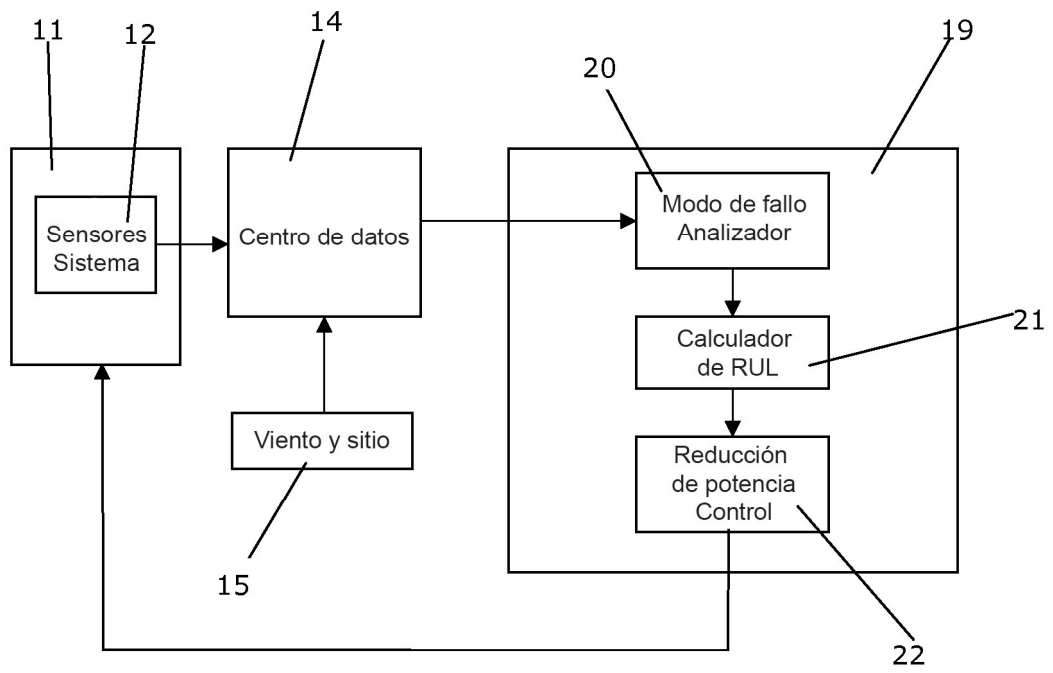 11
12
14
19
20
Sensores
Sistema
Centro de datos
Modo de fallo
Analizador
Calculador
de RUL
21
Viento y sitio
Reducción
de potencia
Control
15
22